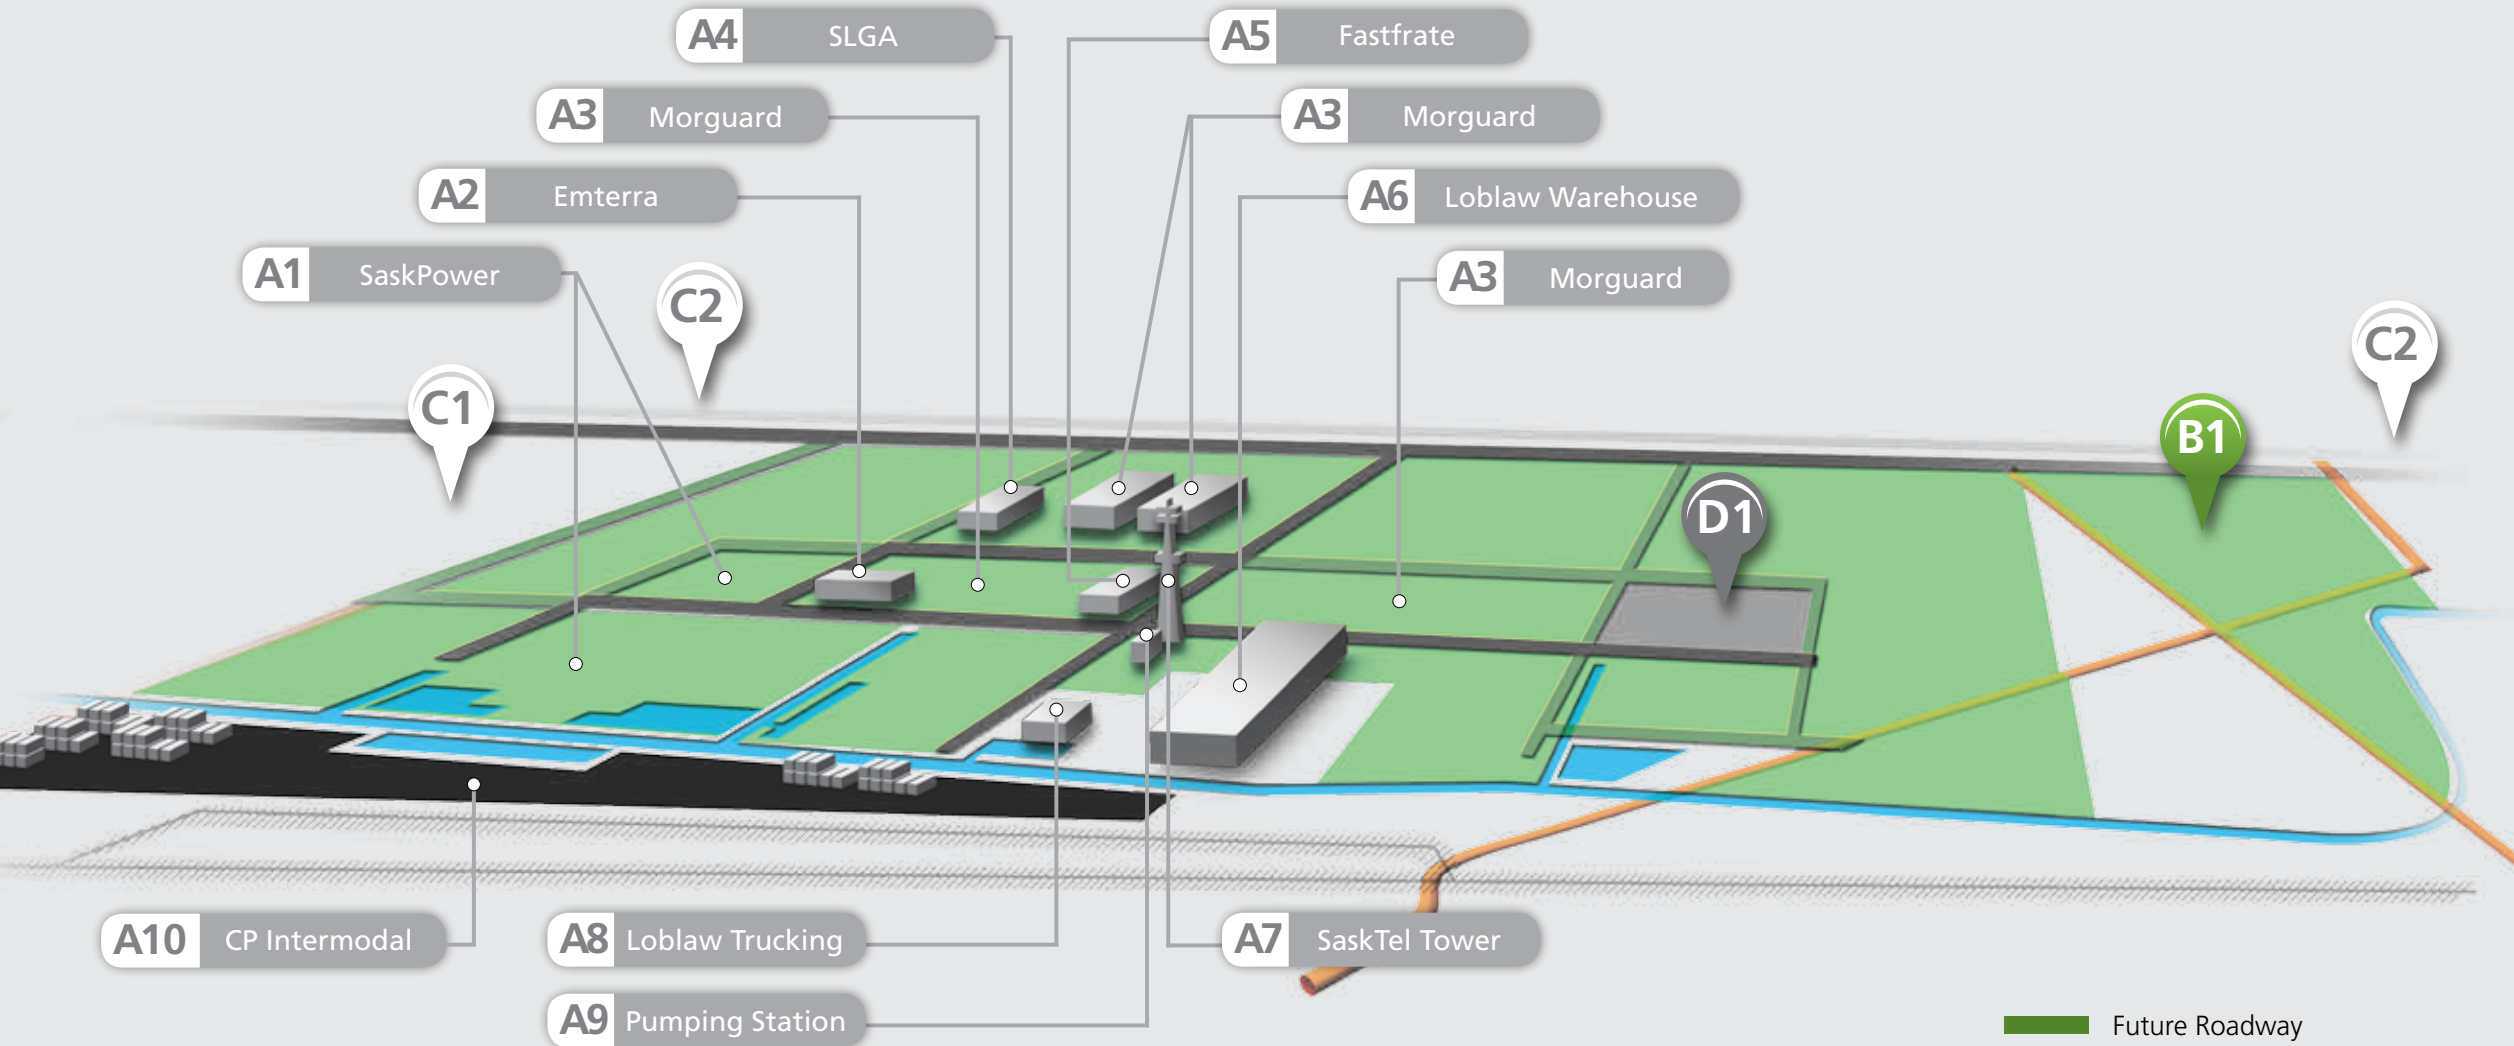 A4 SLGA
A5 Fastfrate
A3 Morguard
A3 Morguard
A2 Emterra
A6 Loblaw Warehouse
A1 SaskPower
A3 Morguard
C2
C2
C1
B1
D1
A10 CP Intermodal
A8 Loblaw Trucking
A7 SaskTel Tower
A9 Pumping Station
Future Roadway